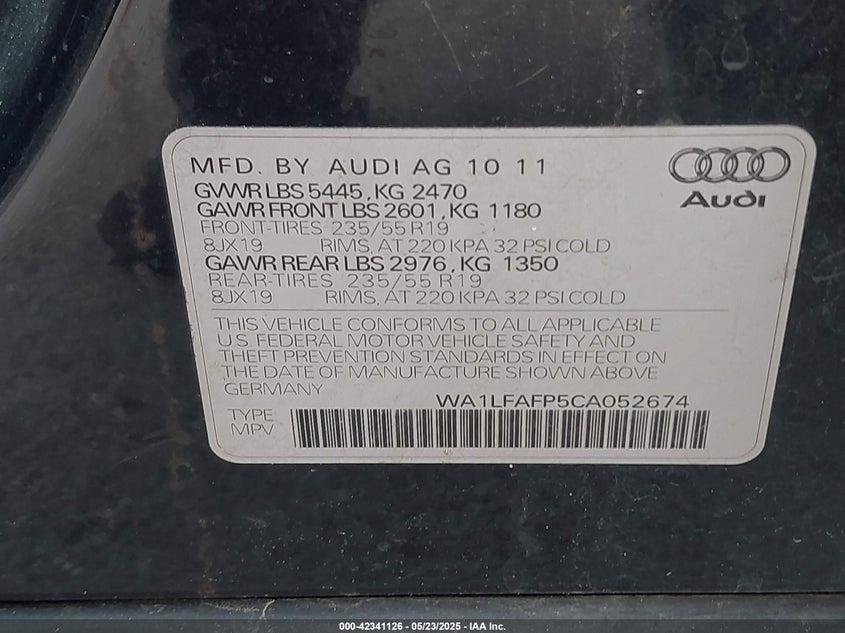 MFD. BY AUDI AG 10 11
GVWR LBS 5445, KG 2470
GAWR FRONT LBS 2601, KG 1180
FRONT-TIRES 235/55 R19
8JX19 RIMS, AT 220 KPA 32 PSI COLD
GAWR REAR LBS 2976, KG 1350
REAR-TIRES 235/55 R19
8JX19 RIMS, AT 220 KPA 32 PSI COLD
Audi
THIS VEHICLE CONFORMS TO ALL APPLICABLE
U.S. FEDERAL MOTOR VEHICLE SAFETY AND
THEFT PREVENTION STANDARDS IN EFFECT ON
THE DATE OF MANUFACTURE SHOWN ABOVE
GERMANY
WA1LFAFP5CA052674
TYPE
MPV
000-42341126 - 05/23/2025 - IAA Inc.